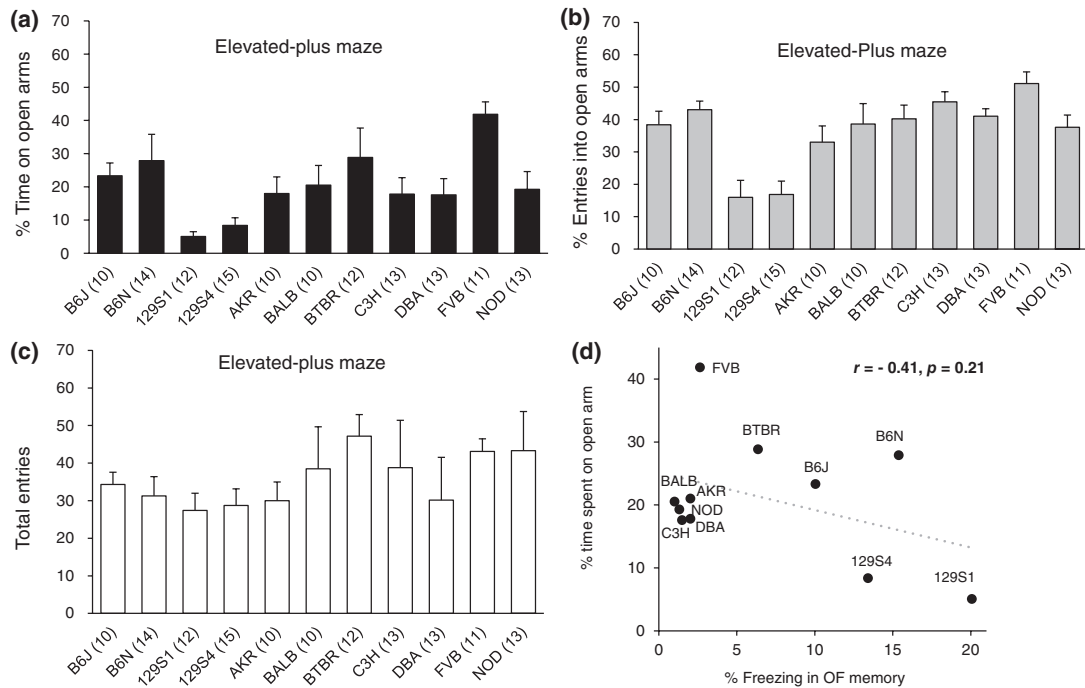 (a)
Elevated-plus maze
% Time on open arms
70
60
50
40
30
20
10
0
B6J (10)
B6N (14)
129S1 (12)
129S4 (15)
AKR (10)
BALB (10)
BTBR (12)
C3H (13)
DBA (13)
FVB (11)
NOD (13)
(b)
Elevated-Plus maze
% Entries into open arms
70
60
50
40
30
20
10
0
B6J (10)
B6N (14)
129S1 (12)
129S4 (15)
AKR (10)
BALB (10)
BTBR (12)
C3H (13)
DBA (13)
FVB (11)
NOD (13)
(c)
Elevated-plus maze
Total entries
70
60
50
40
30
20
10
0
B6J (10)
B6N (14)
129S1 (12)
129S4 (15)
AKR (10)
BALB (10)
BTBR (12)
C3H (13)
DBA (13)
FVB (11)
NOD (13)
(d)
r = - 0.41, p = 0.21
% time spent on open arm
40
30
20
10
0
FVB
BTBR
B6N
B6J
BALB
AKR
NOD
C3H
DBA
129S4
129S1
0
5
10
15
20
% Freezing in OF memory